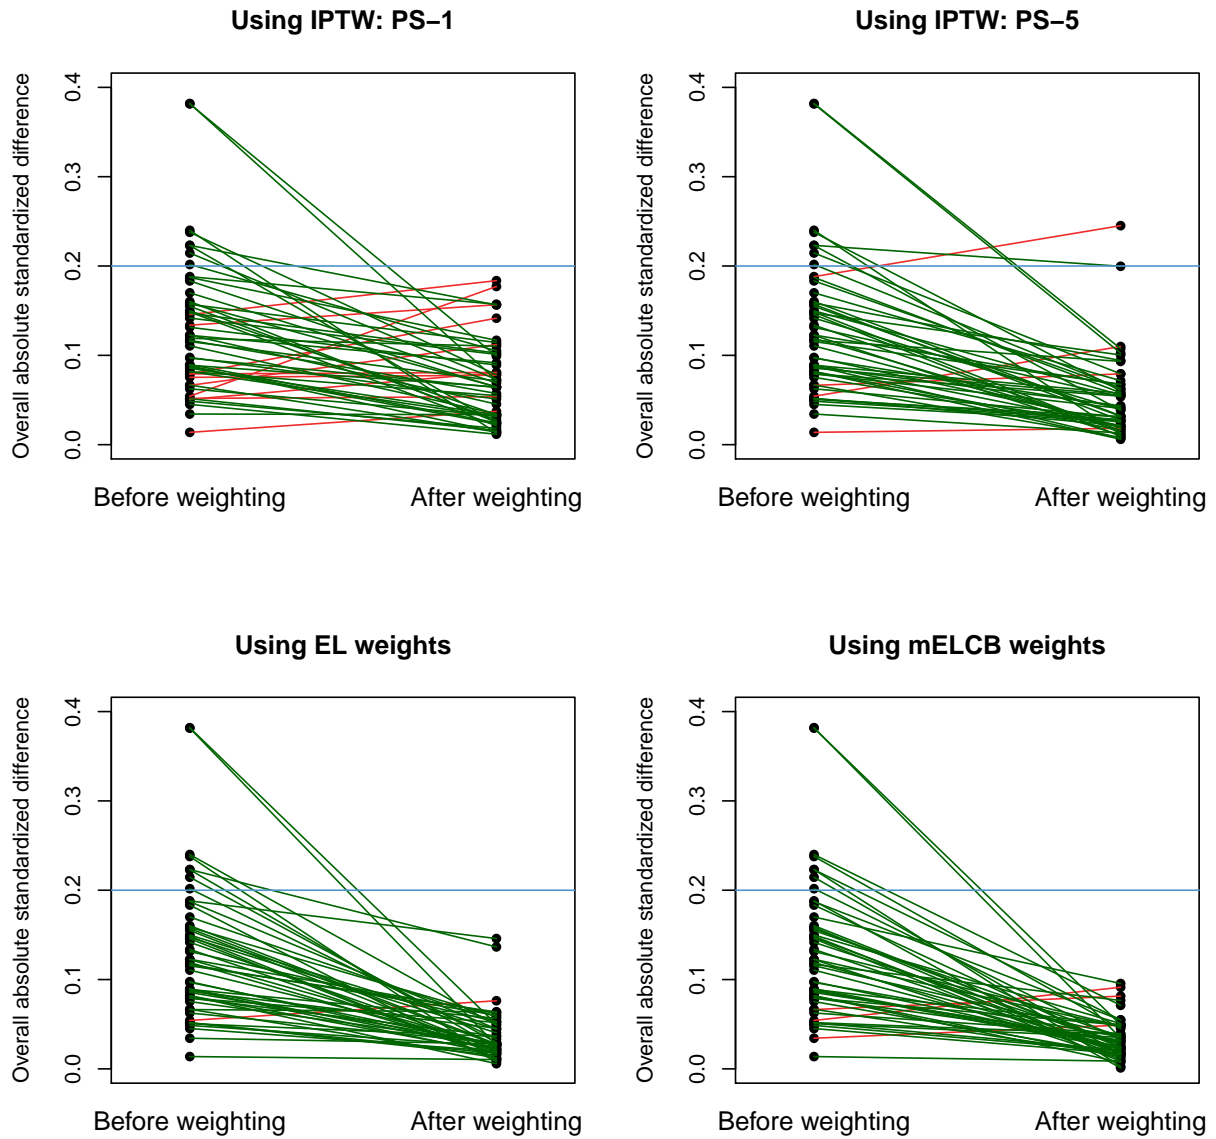 Using IPTW: PS−1
Overall absolute standardized difference
0.4
0.3
0.2
0.1
0.0
Before weighting
After weighting
Using IPTW: PS−5
Overall absolute standardized difference
0.4
0.3
0.2
0.1
0.0
Before weighting
After weighting
Using EL weights
Overall absolute standardized difference
0.4
0.3
0.2
0.1
0.0
Before weighting
After weighting
Using mELCB weights
Overall absolute standardized difference
0.4
0.3
0.2
0.1
0.0
Before weighting
After weighting